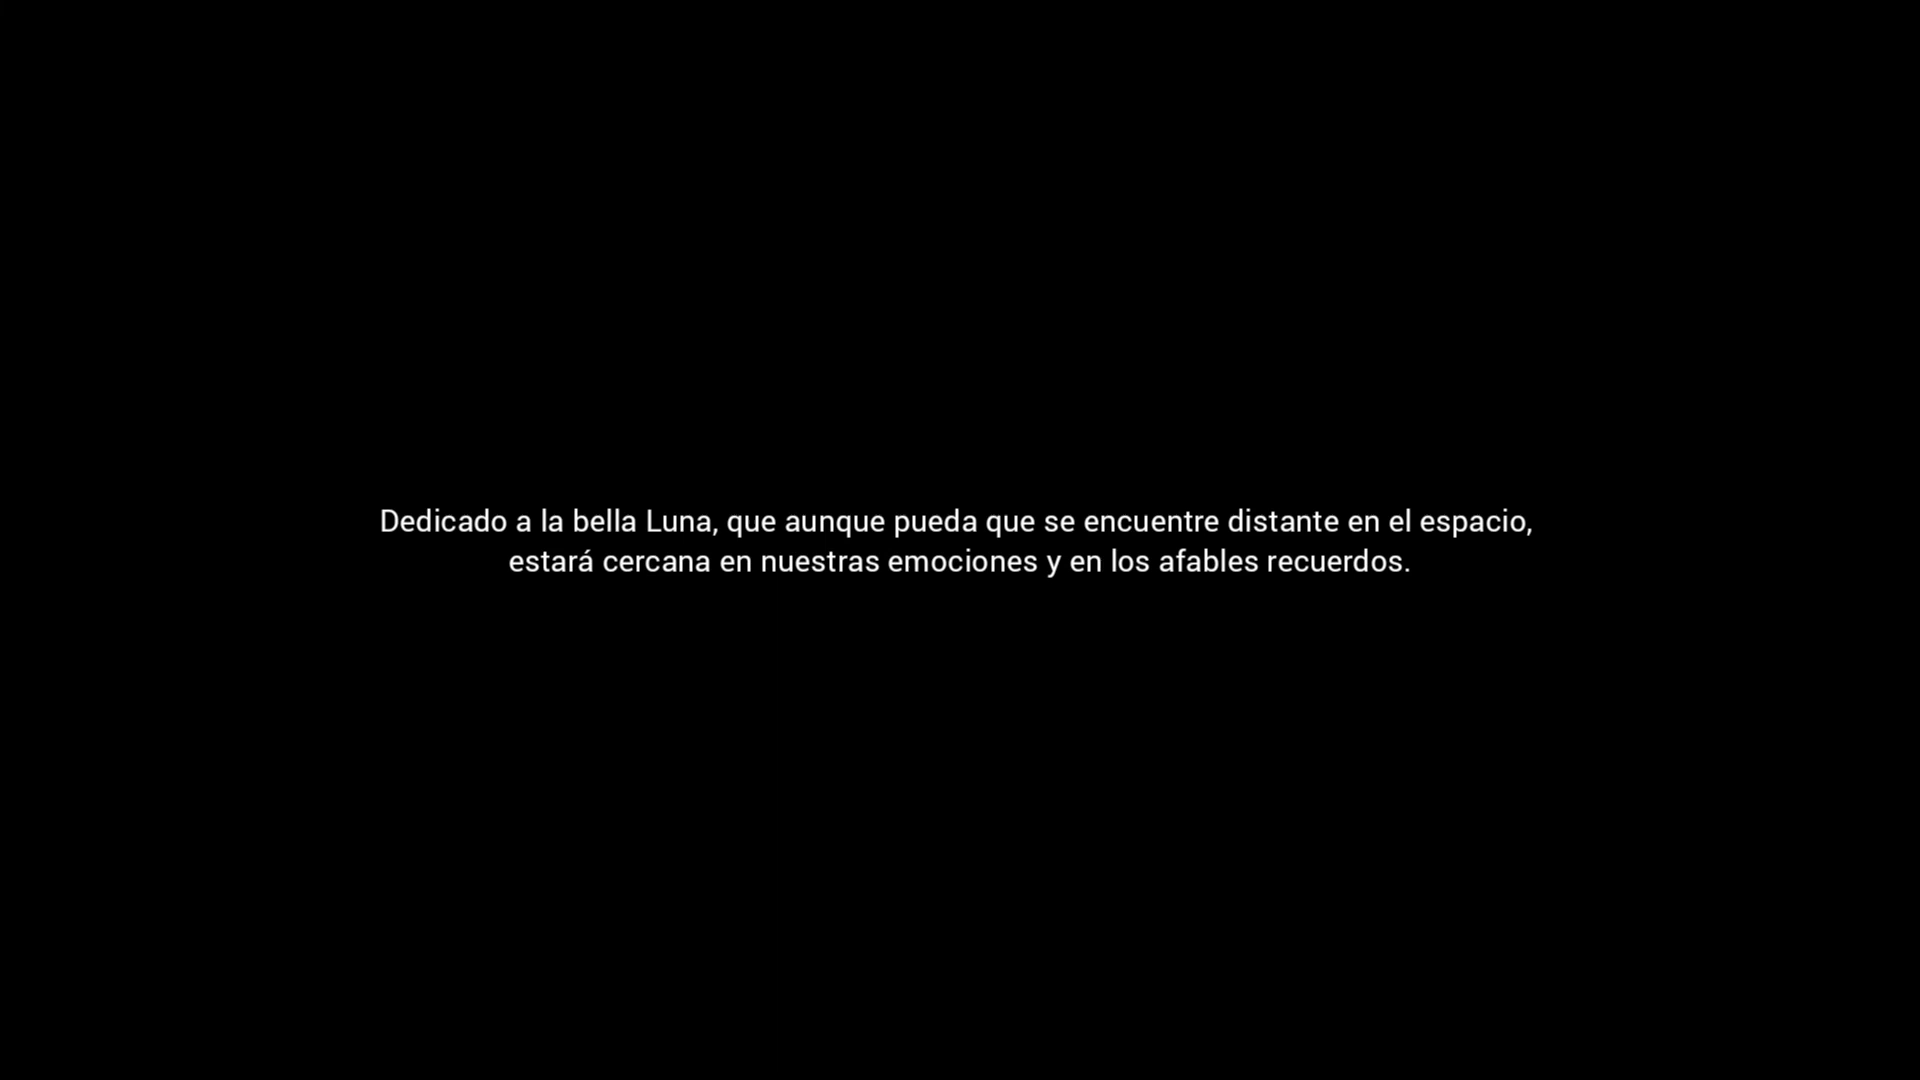 Dedicado a la bella Luna, que aunque pueda que se encuentre distante en el espacio,
estará cercana en nuestras emociones y en los afables recuerdos.